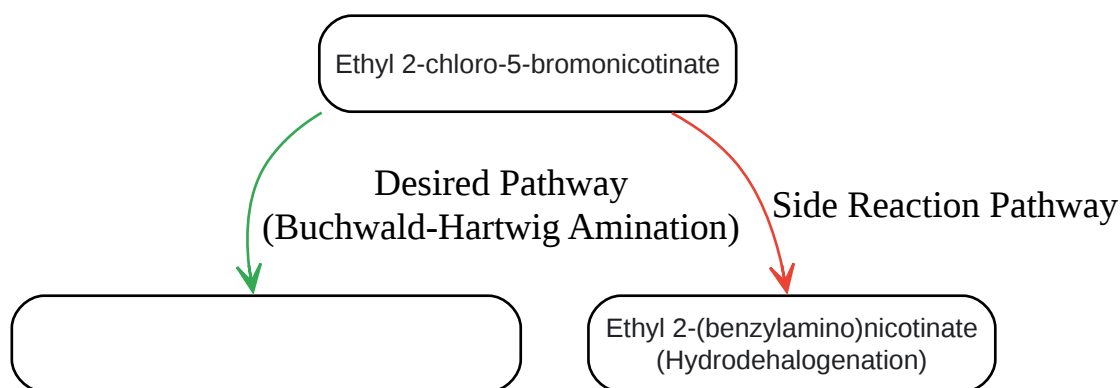 Ethyl 2-chloro-5-bromonicotinate
Desired Pathway
(Buchwald-Hartwig Amination)
Side Reaction Pathway
Ethyl 2-(benzylamino)nicotinate
(Hydrodehalogenation)